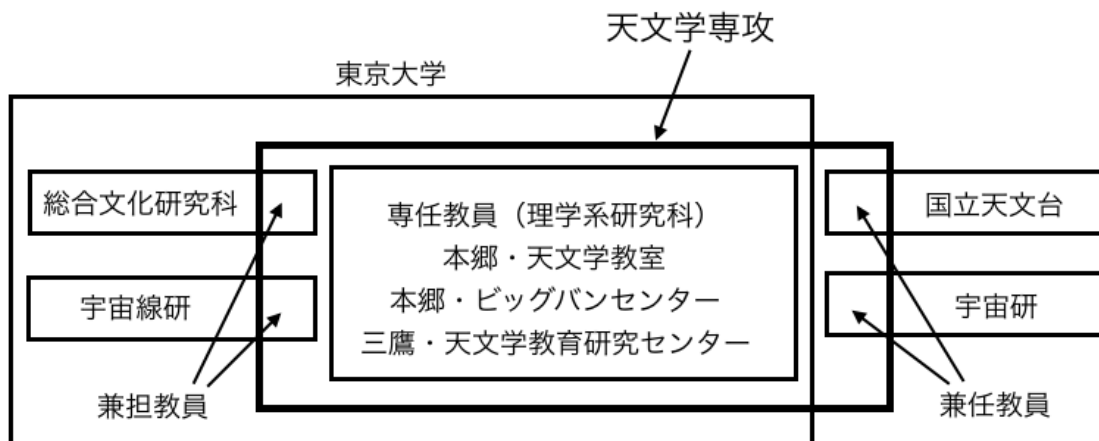 天文学専攻
東京大学
総合文化研究科
専任教員（理学系研究科）
本郷・天文学教室
本郷・ビッグバンセンター
三鷹・天文学教育研究センター
国立天文台
宇宙線研
宇宙研
兼担教員
兼任教員